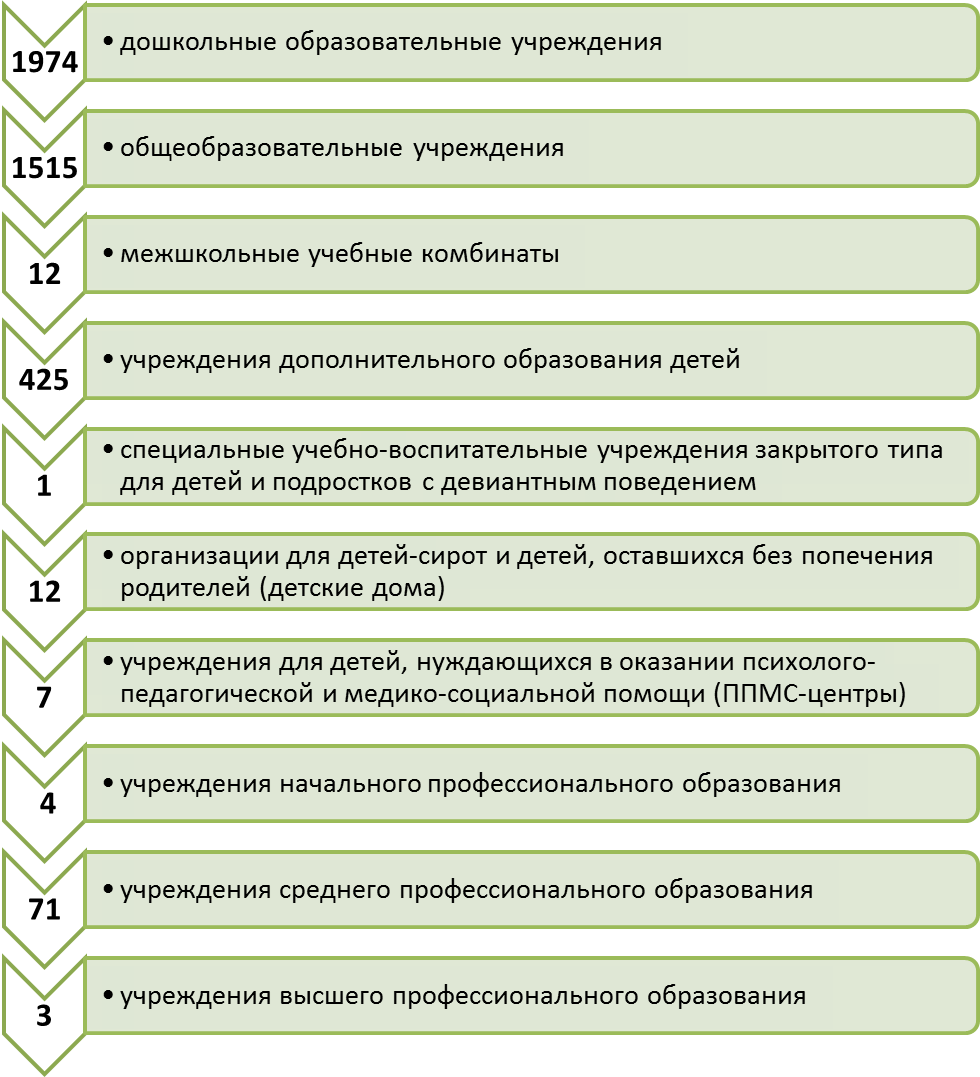 1974
• дошкольные образовательные учреждения
1515
• общеобразовательные учреждения
12
• межшкольные учебные комбинаты
425
• учреждения дополнительного образования детей
1
• специальные учебно-воспитательные учреждения закрытого типа
для детей и подростков с девиантным поведением
12
• организации для детей-сирот и детей, оставшихся без попечения
родителей (детские дома)
7
• учреждения для детей, нуждающихся в оказании психолого-
педагогической и медико-социальной помощи (ППМС-центры)
4
• учреждения начального профессионального образования
71
• учреждения среднего профессионального образования
3
• учреждения высшего профессионального образования